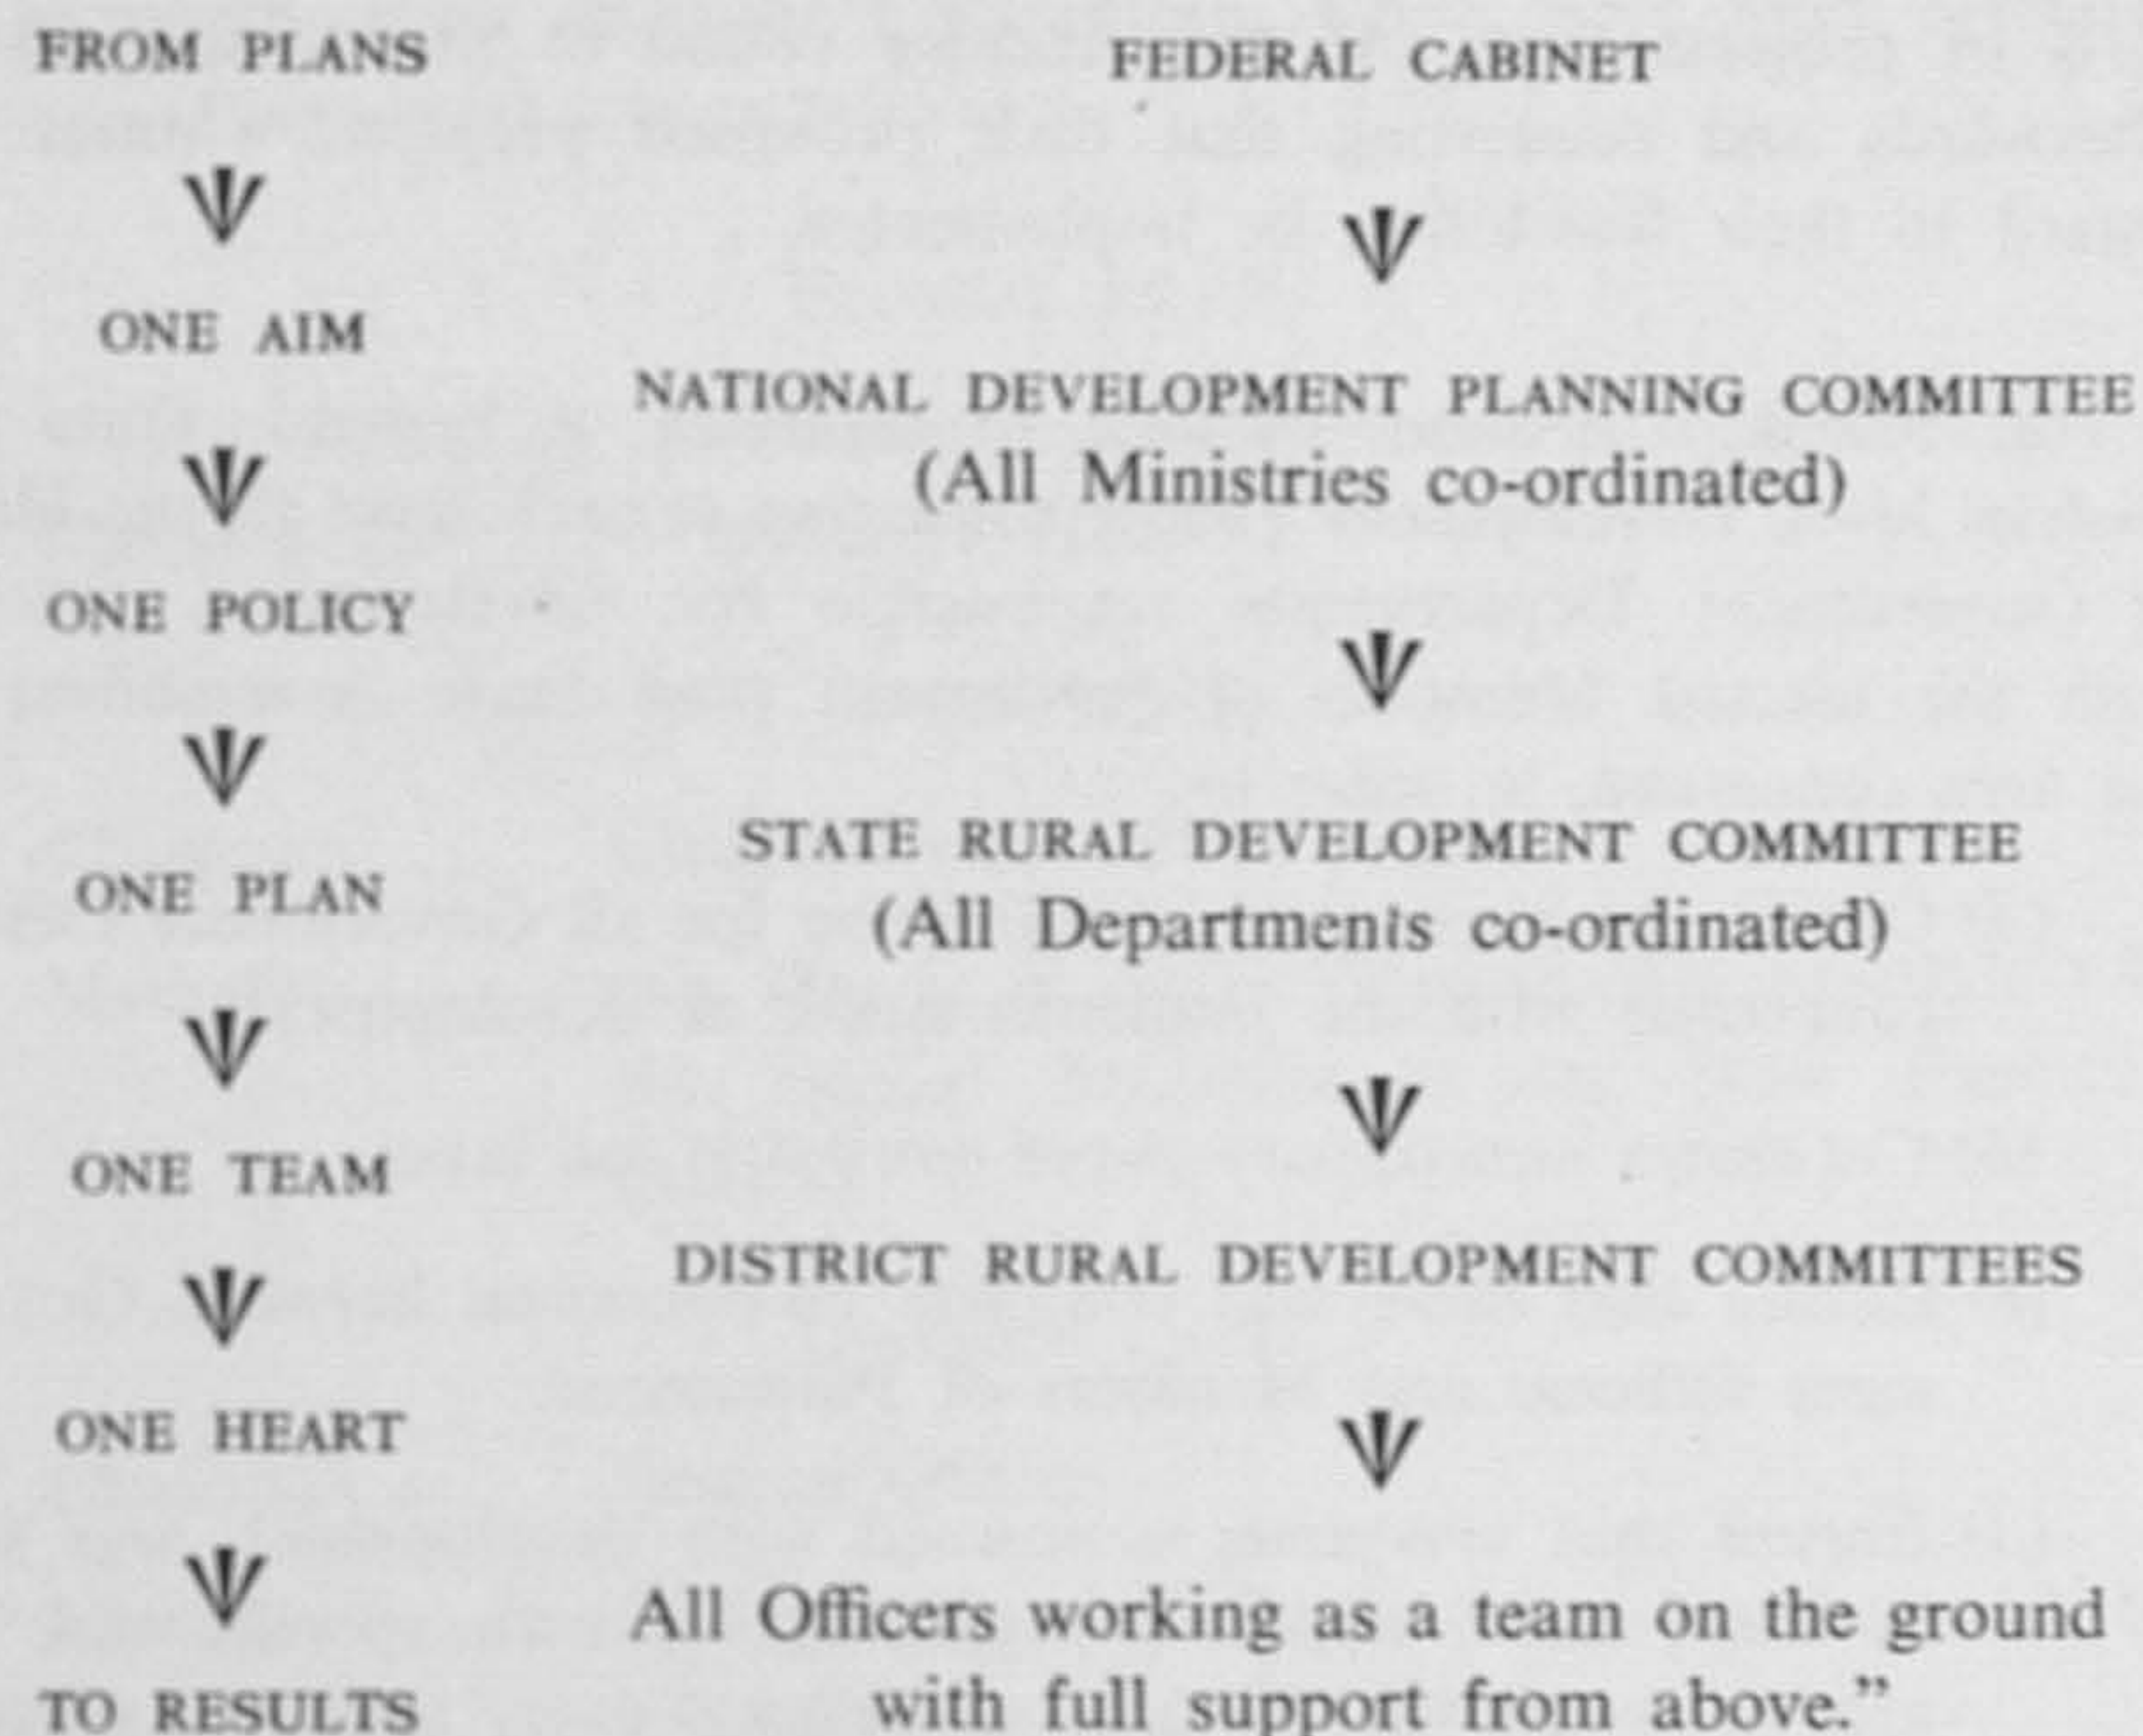 FROM PLANS
ONE AIM
ONE POLICY
ONE PLAN
ONE TEAM
ONE HEART
TO RESULTS
FEDERAL CABINET
NATIONAL DEVELOPMENT PLANNING COMMITTEE
(All Ministries co-ordinated)
STATE RURAL DEVELOPMENT COMMITTEE
(All Departments co-ordinated)
DISTRICT RURAL DEVELOPMENT COMMITTEES
All Officers working as a team on the ground
with full support from above.”